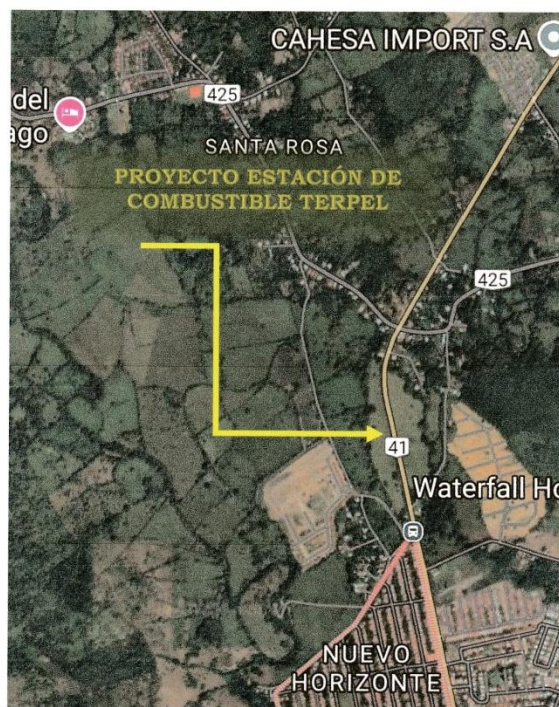 CAHESA IMPORT S.A
425
del
ago
SANTA ROSA
PROYECTO ESTACIÓN DE
COMBUSTIBLE TERPEL
425
41
Waterfall Ho
NUEVO
HORIZONTE